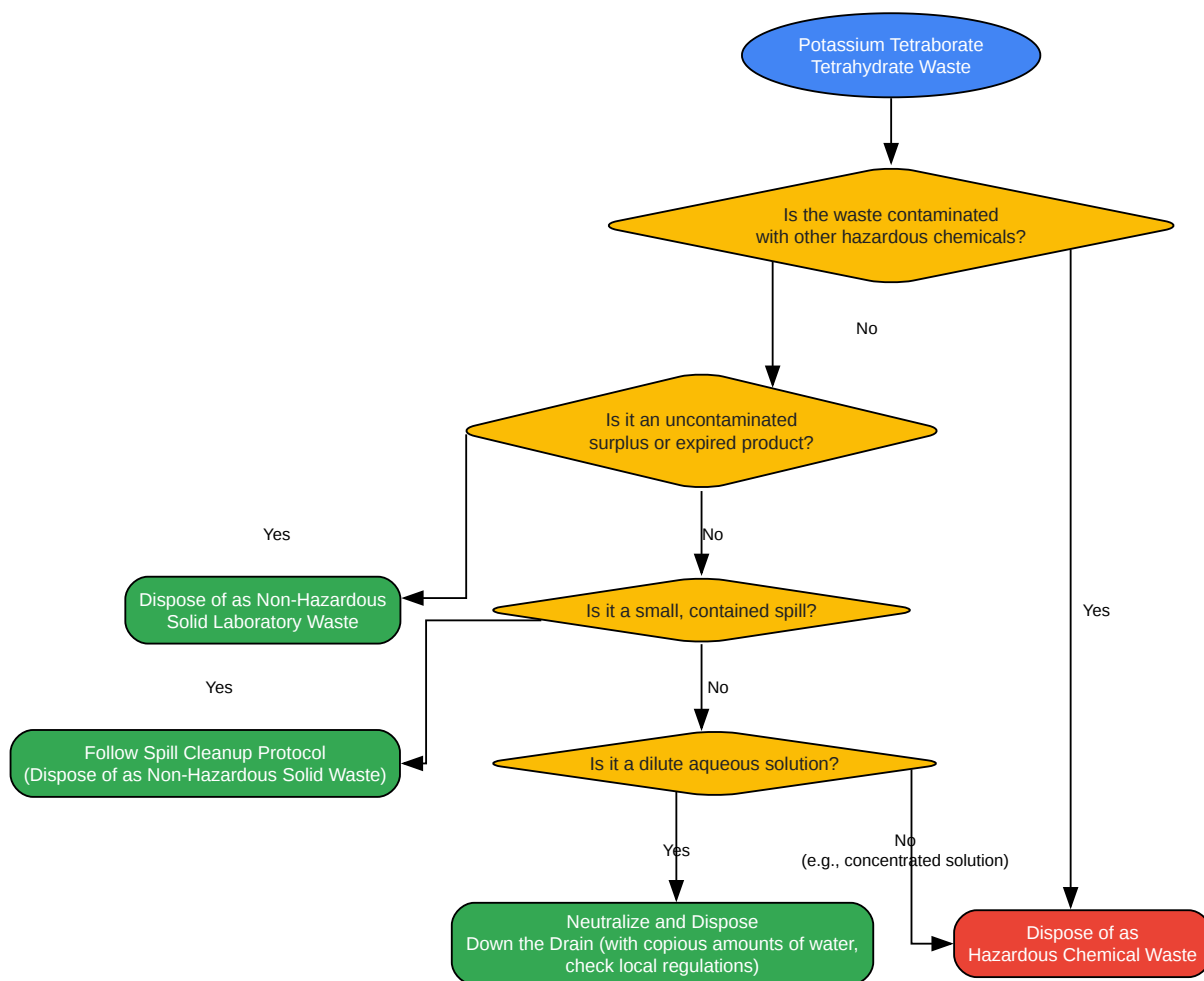 Potassium Tetraborate
Tetrahydrate Waste
Is the waste contaminated
with other hazardous chemicals?
No
Is it an uncontaminated
surplus or expired product?
Yes
No
Dispose of as Non-Hazardous
Solid Laboratory Waste
Is it a small, contained spill?
Yes
Yes
No
Follow Spill Cleanup Protocol
(Dispose of as Non-Hazardous Solid Waste)
Is it a dilute aqueous solution?
Yes
No
(e.g., concentrated solution)
Neutralize and Dispose
Down the Drain (with copious amounts of water,
check local regulations)
Dispose of as
Hazardous Chemical Waste